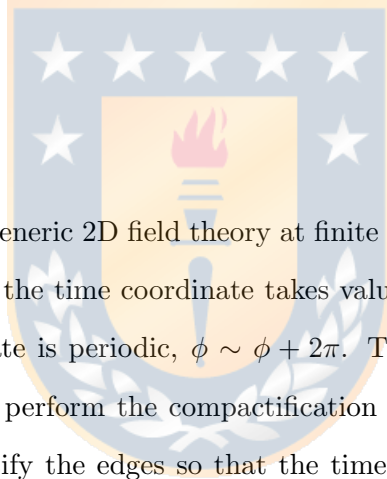 eneric 2D field theory at finite
the time coordinate takes valu
te is periodic, ϕ ∼ ϕ + 2π. T
perform the compactification
ify the edges so that the time